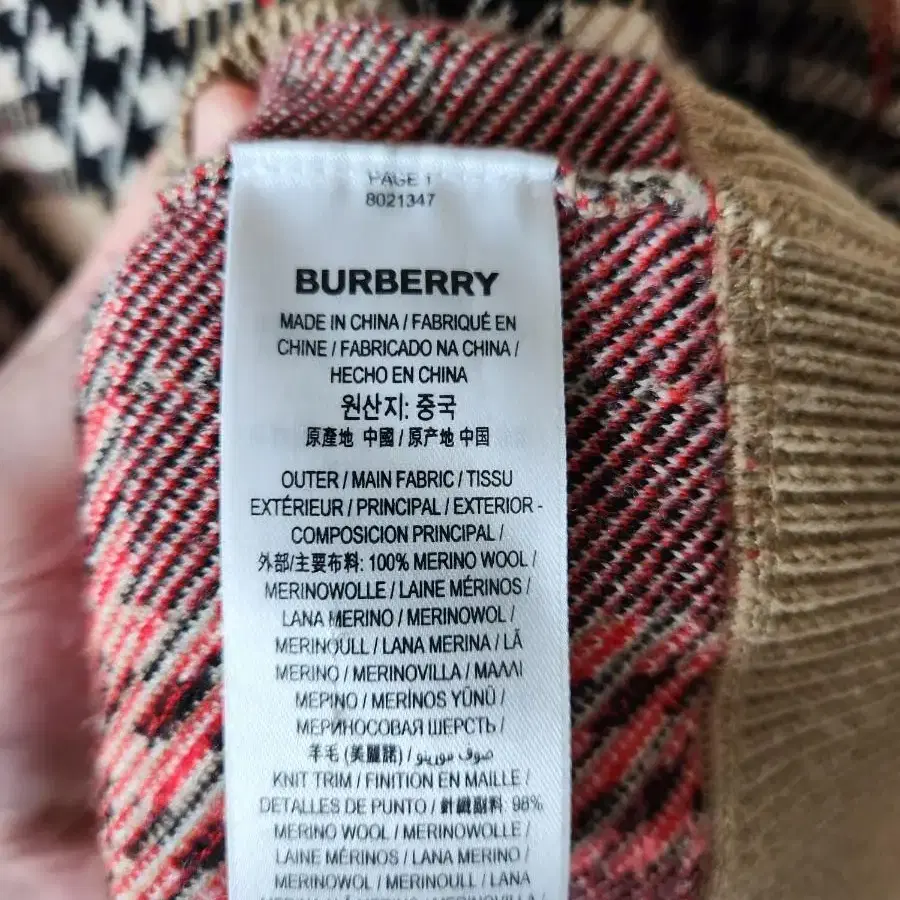 PAGE 1
8021347
BURBERRY
MADE IN CHINA / FABRIQUÉ EN
CHINE / FABRICADO NA CHINA /
HECHO EN CHINA
원산지: 중국
原產地 中國 / 原产地 中国
OUTER / MAIN FABRIC / TISSU
EXTÉRIEUR / PRINCIPAL / EXTERIOR -
COMPOSICION PRINCIPAL /
外部/主要布料: 100% MERINO WOOL /
MERINOWOLLE / LAINE MÉRINOS /
LANA MERINO / MERINOWOL /
MERINOULL / LANA MERINA / LÃ
MERINO / MERINOVILLA / ΜΑΛΛΙ
ΜΕΡΙΝΟ / MERİNOS YÜNÜ /
МЕРИНОСОВАЯ ШЕРСТЬ /
羊毛 (美麗諾) / صوف مورينو
KNIT TRIM / FINITION EN MAILLE /
DETALLES DE PUNTO / 針織副料: 98%
MERINO WOOL / MERINOWOLLE /
LAINE MÉRINOS / LANA MERINO /
MERINOWOL / MERINOULL / LANA